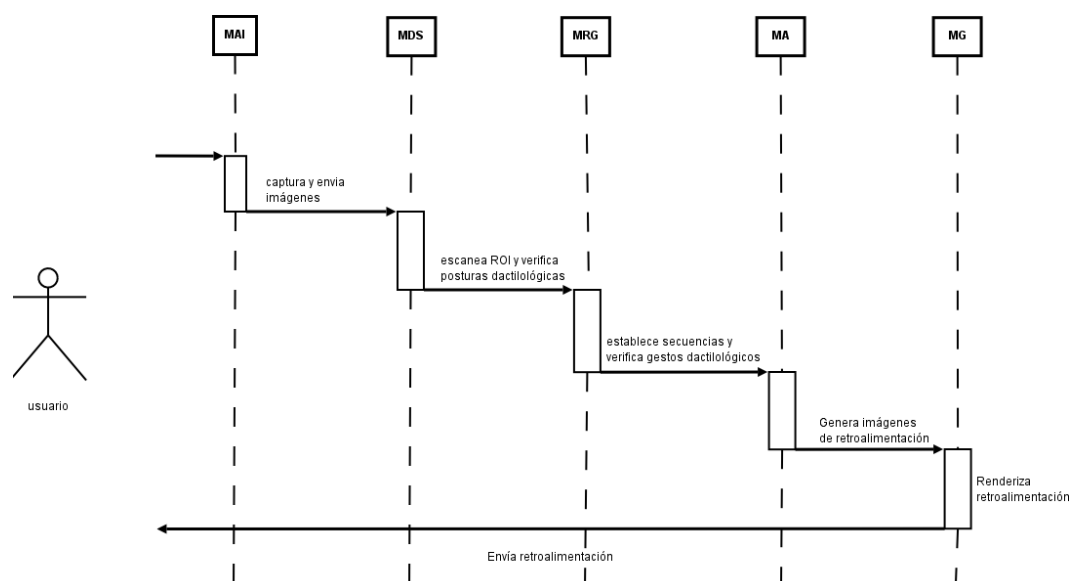 MAI
MDS
MRG
MA
MG
captura y envia
imágenes
escanea ROI y verifica
posturas dactilológicas
establece secuencias y
verifica gestos dactilológicos
usuario
Genera imágenes
de retroalimentación
Renderiza
retroalimentación
Envía retroalimentación